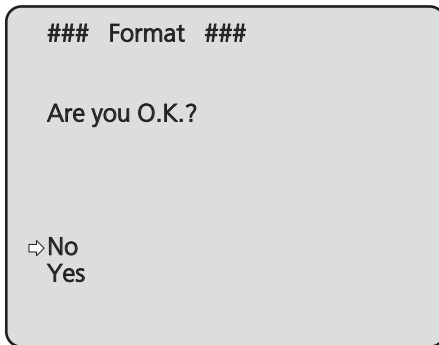 ### Format ###
Are you O.K.?
⇨No
Yes